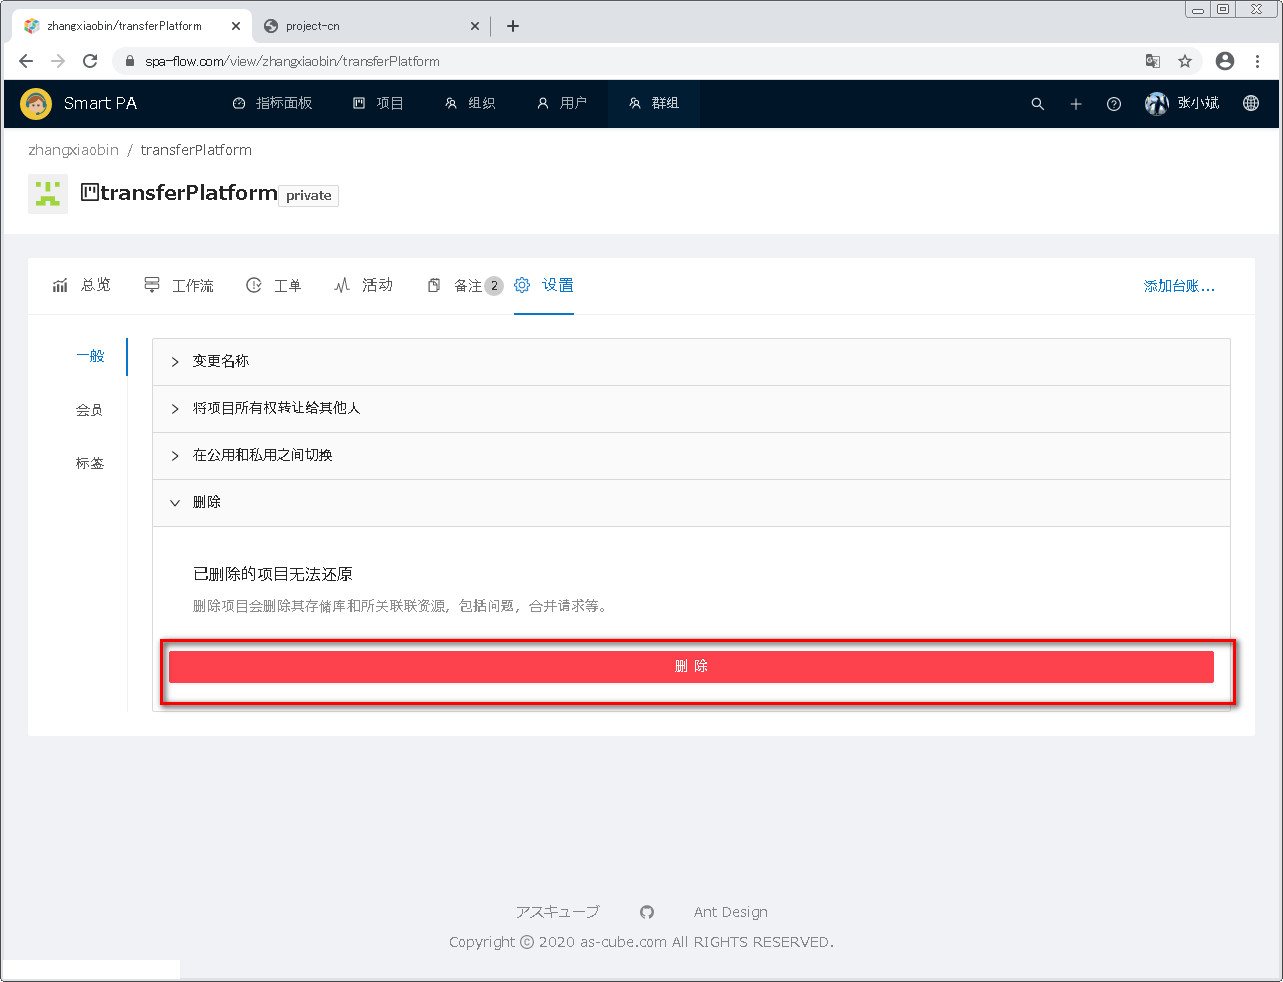 zhangxiaobin/transferPlatform
project-cn
spa-flow.com/view/zhangxiaobin/transferPlatform
Smart PA 指标面板 项目 组织 用户 群组 张小斌
zhangxiaobin / transferPlatform
transferPlatform private
总览 工作流 工单 活动 备注 2 设置 添加台账...
一般
会员
标签
变更名称
将项目所有权转让给其他人
在公用和私用之间切换
删除
已删除的项目无法还原
删除项目会删除其存储库和所关联联资源，包括问题，合并请求等。
删 除
アスキューブ Ant Design
Copyright © 2020 as-cube.com All RIGHTS RESERVED.